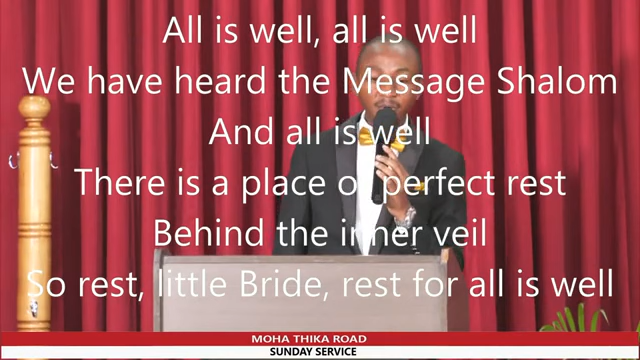 All is well, all is well
We have heard the Message Shalom
And all is well
There is a place of perfect rest
Behind the inner veil
So rest, little Bride, rest for all is well
MOHA THIKA ROAD
SUNDAY SERVICE